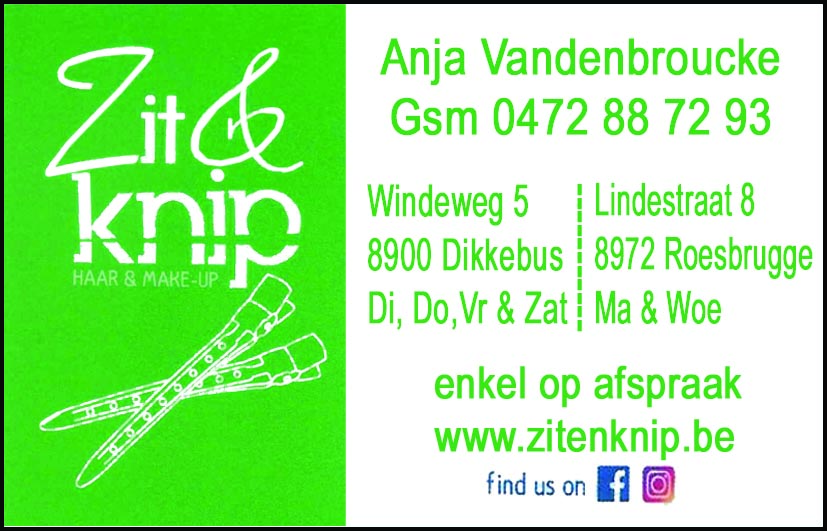 Zit &
knip
HAAR & MAKE-UP
Anja Vandenbroucke
Gsm 0472 88 72 93
Windeweg 5
8900 Dikkebus
Di, Do,Vr & Zat
Lindestraat 8
8972 Roesbrugge
Ma & Woe
enkel op afspraak
www.zitenknip.be
find us on